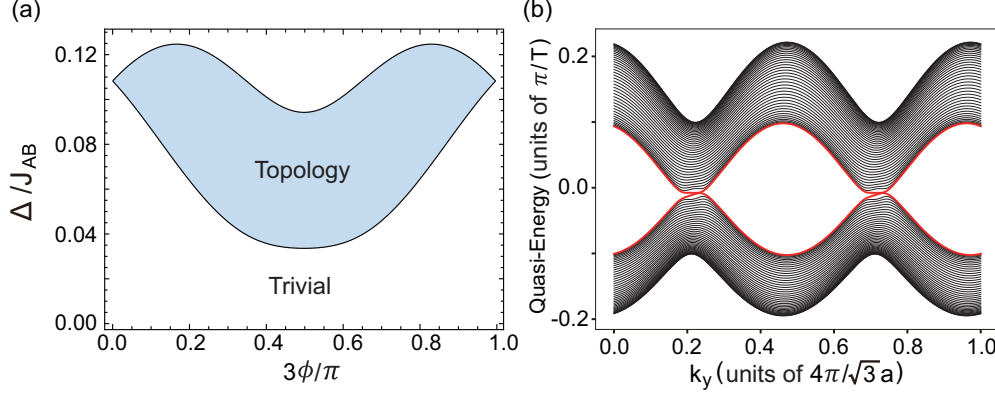 (a)
0.12
0.08
0.04
0.00
Δ/J_AB
Topology
Trivial
0 0.2 0.4 0.6 0.8 1.0
3ϕ/π
(b)
0.2
0.0
-0.2
Quasi-Energy (units of π/T)
0.0 0.2 0.4 0.6 0.8 1.0
k_y (units of 4π/√3 a)